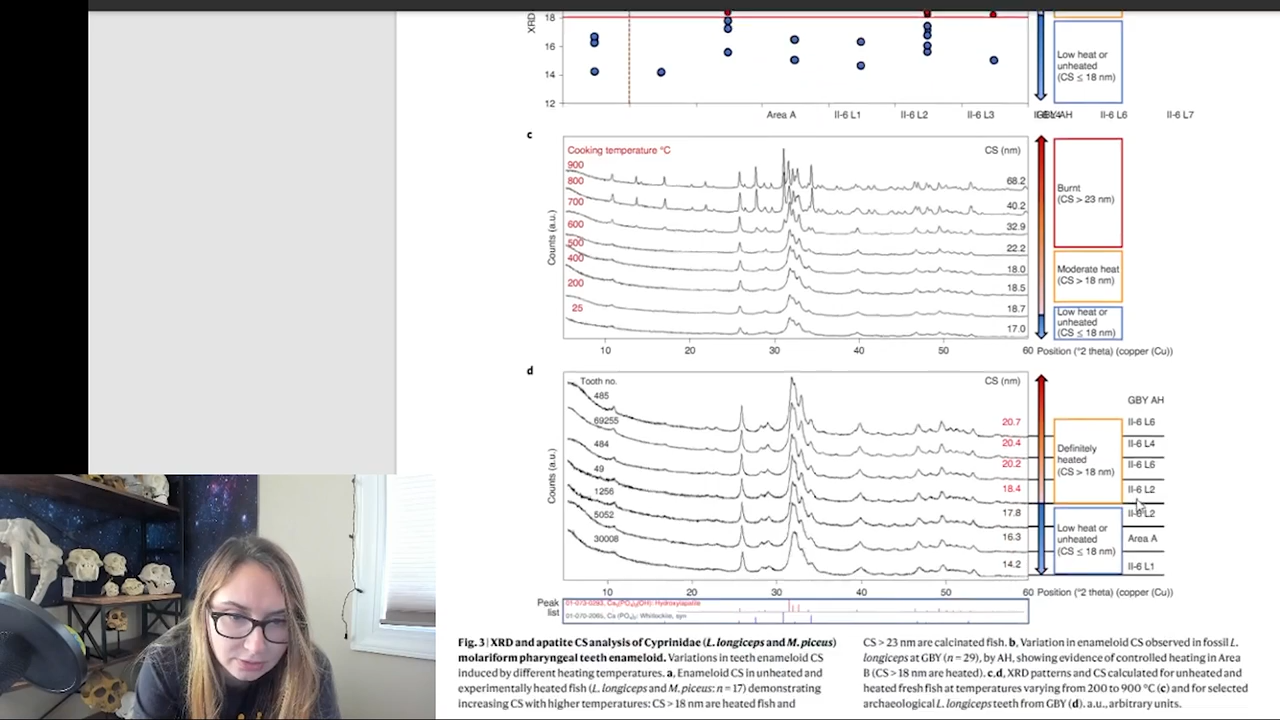 XRD
18
16
14
12
Low heat or
unheated
(CS ≤ 18 nm)
Area A
II-6 L1
II-6 L2
II-6 L3
II-6 L6
II-6 L7
c
Cooking temperature °C
CS (nm)
900
800
700
600
500
400
200
25
68.2
40.2
32.9
22.2
18.0
18.5
18.7
17.0
Counts (a.u.)
Burnt
(CS > 23 nm)
Moderate heat
(CS > 18 nm)
Low heat or
unheated
(CS ≤ 18 nm)
10
20
30
40
50
60
Position (°2 theta) (copper (Cu))
d
Tooth no.
CS (nm)
485
69255
484
49
1256
5052
30008
20.7
20.4
20.2
18.4
17.8
16.3
14.2
Counts (a.u.)
Definitely
heated
(CS > 18 nm)
Low heat or
unheated
(CS ≤ 18 nm)
GBY AH
II-6 L6
II-6 L4
II-6 L6
II-6 L2
II-6 L2
Area A
II-6 L1
10
20
30
40
50
60
Position (°2 theta) (copper (Cu))
Peak
list
Fig. 3 | XRD and apatite CS analysis of Cyprinidae (L. longiceps and M. piceus)
molariform pharyngeal teeth enameloid. Variations in teeth enameloid CS
induced by different heating temperatures. a, Enameloid CS in unheated and
experimentally heated fish (L. longiceps and M. piceus: n = 17) demonstrating
increasing CS with higher temperatures: CS > 18 nm are heated fish and
CS > 23 nm are calcinated fish. b, Variation in enameloid CS observed in fossil L.
longiceps at GBY (n = 29), by AH, showing evidence of controlled heating in Area
B (CS > 18 nm are heated). c,d, XRD patterns and CS calculated for unheated and
heated fresh fish at temperatures varying from 200 to 900 °C (c) and for selected
archaeological L. longiceps teeth from GBY (d). a.u., arbitrary units.